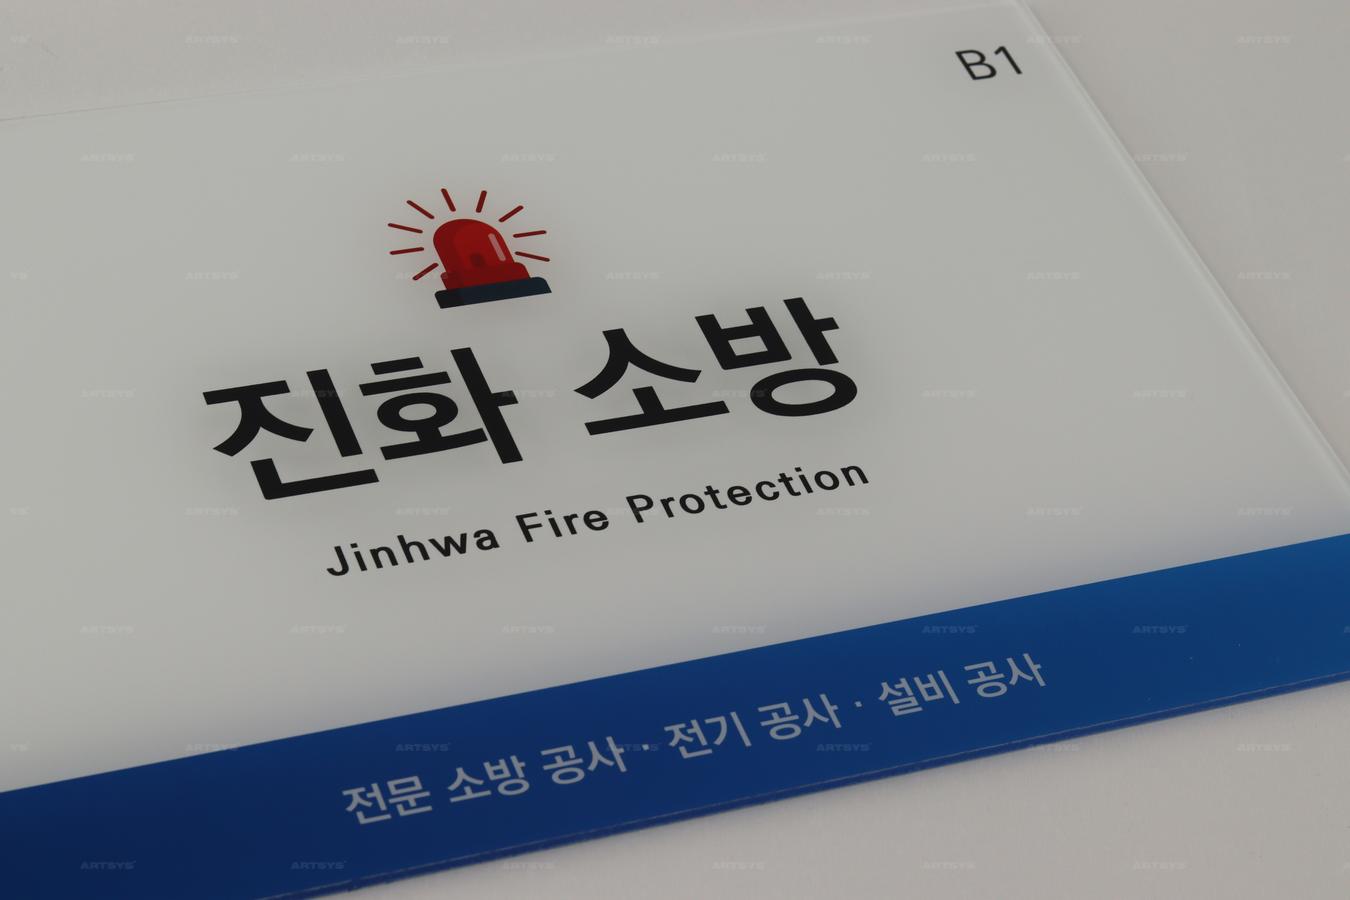 B1
진화 소방
Jinhwa Fire Protection
전문 소방 공사 · 전기 공사 · 설비 공사
ARTSYS